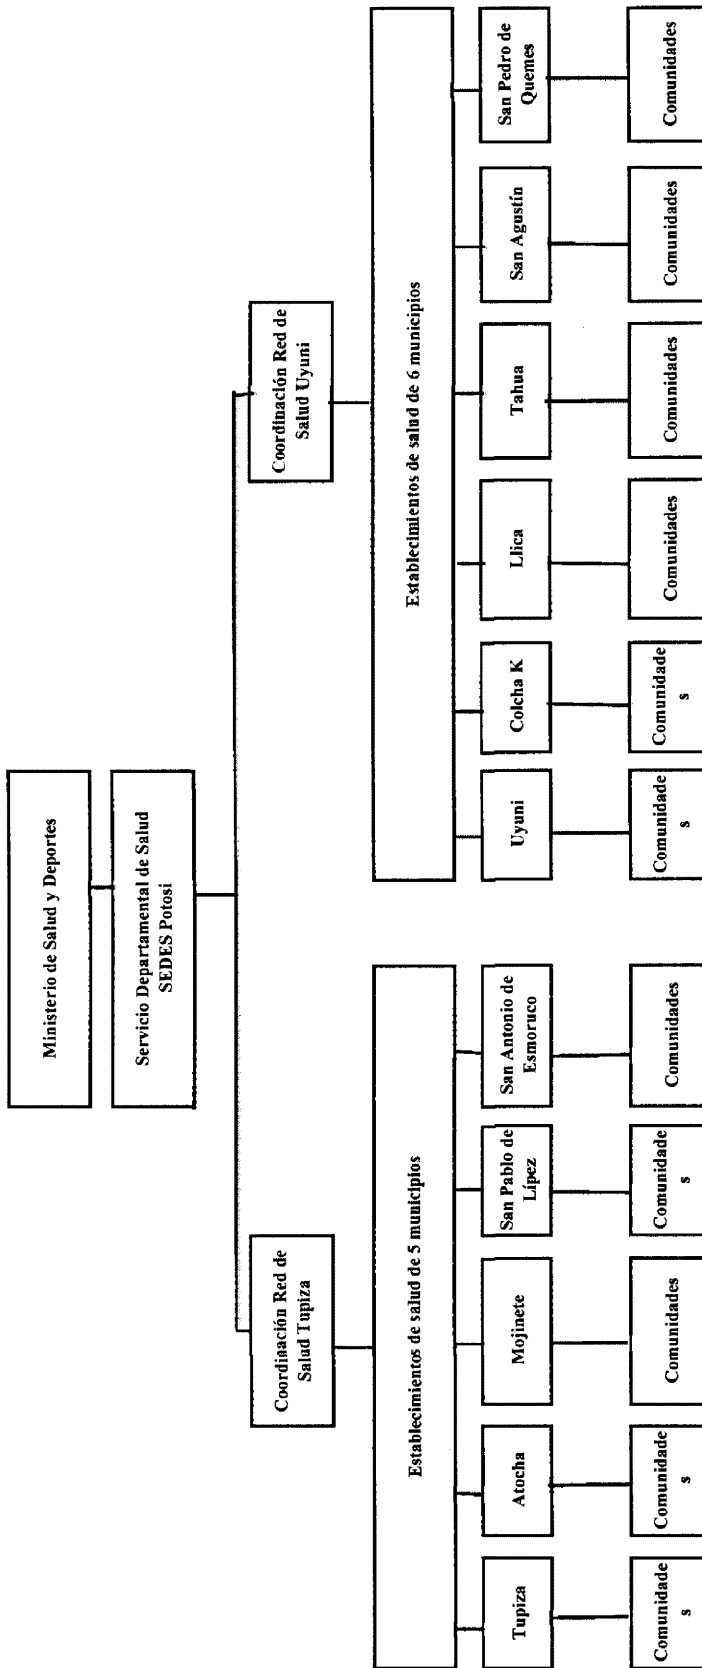 Ministerio de Salud y Deportes
Servicio Departamental de Salud
SEDES Potosi
Coordinación Red de
Salud Tupiza
Coordinación Red de
Salud Uyuni
Establecimientos de salud de 5 municipios
Establecimientos de salud de 6 municipios
Tupiza
Atocha
Mojinete
San Pablo de
Lípez
San Antonio de
Esmoruco
Uyuni
Colcha K
Llica
Tahua
San Agustín
San Pedro de
Quemes
Comunidade
s
Comunidade
s
Comunidades
Comunidade
s
Comunidades
Comunidade
s
Comunidade
s
Comunidades
Comunidades
Comunidades
Comunidades